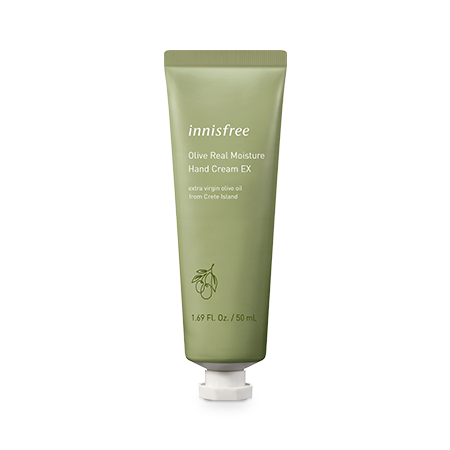 innisfree
Olive Real Moisture
Hand Cream EX
extra virgin olive oil
from Crete Island
1.69 Fl. Oz. / 50 mL